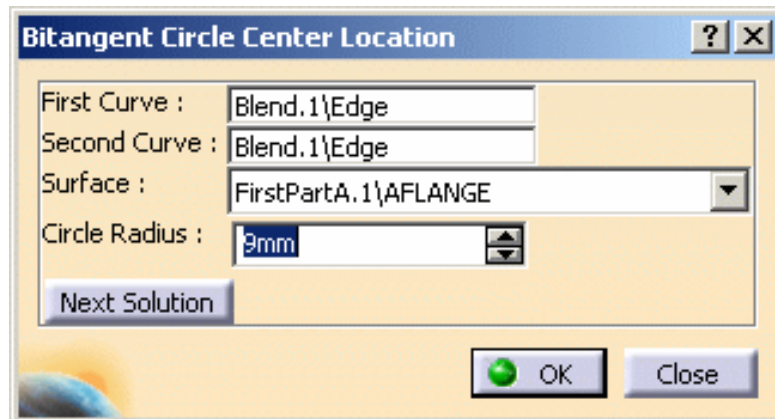 Bitangent Circle Center Location ? X
First Curve : Blend.1\Edge
Second Curve : Blend.1\Edge
Surface : FirstPartA.1\AFLANGE
Circle Radius : 9mm
Next Solution
OK Close